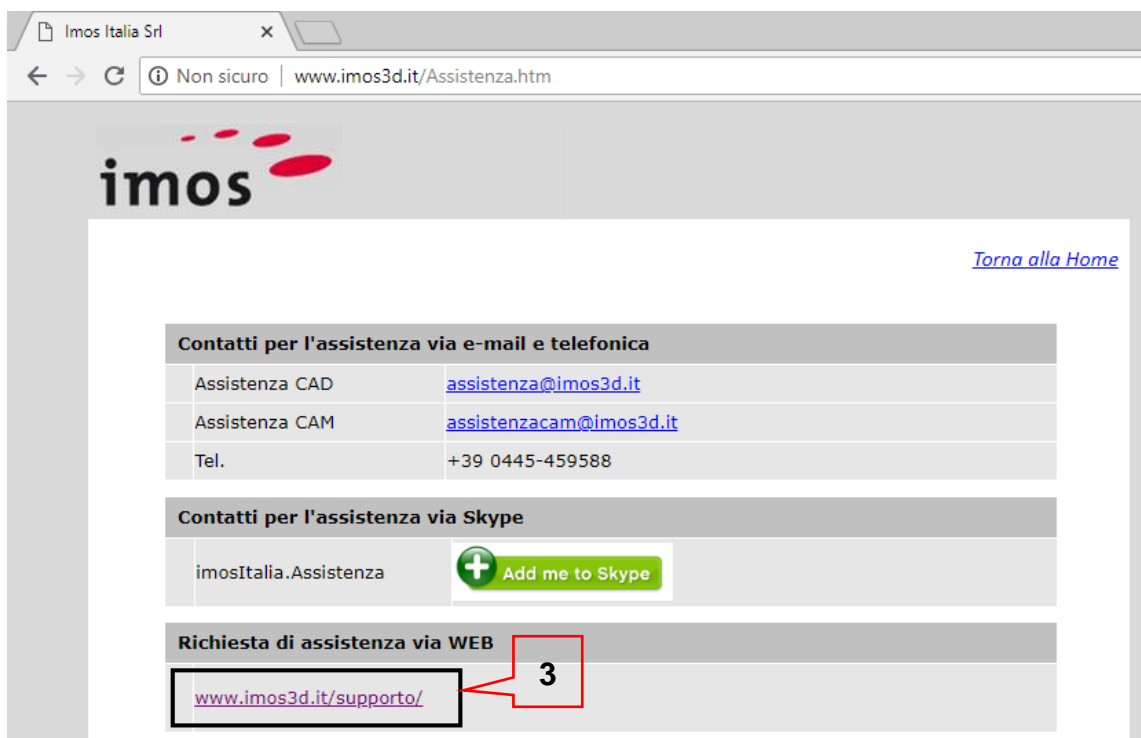 Imos Italia Srl
Non sicuro | www.imos3d.it/Assistenza.htm
imos
Torna alla Home
Contatti per l'assistenza via e-mail e telefonica
Assistenza CAD assistenza@imos3d.it
Assistenza CAM assistenzacam@imos3d.it
Tel. +39 0445-459588
Contatti per l'assistenza via Skype
imosItalia.Assistenza Add me to Skype
Richiesta di assistenza via WEB
3
www.imos3d.it/supporto/